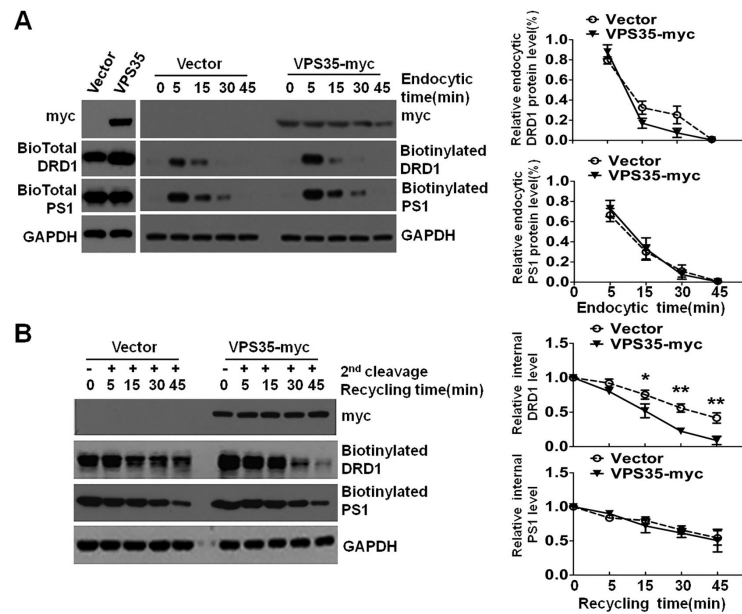 A
Vector
VPS35
Vector
VPS35-myc
0 5 15 30 45 0 5 15 30 45
Endocytic
time(min)
myc
myc
BioTotal
DRD1
Biotinylated
DRD1
BioTotal
PS1
Biotinylated
PS1
GAPDH
GAPDH
Vector
VPS35-myc
Relative endocytic
DRD1 protein level(%)
1.0
0.8
0.6
0.4
0.2
0.0
0 5 15 30 45
Vector
VPS35-myc
Relative endocytic
PS1 protein level(%)
1.0
0.8
0.6
0.4
0.2
0.0
0 5 15 30 45
Endocytic time(min)
B
Vector
VPS35-myc
- + + + + - + + + +
2nd cleavage
0 5 15 30 45 0 5 15 30 45
Recycling time(min)
myc
Biotinylated
DRD1
Biotinylated
PS1
GAPDH
Vector
VPS35-myc
Relative internal
DRD1 level
1.5
1.0
0.5
0.0
* ** **
Vector
VPS35-myc
Relative internal
PS1 level
1.5
1.0
0.5
0.0
0 5 15 30 45
Recycling time(min)